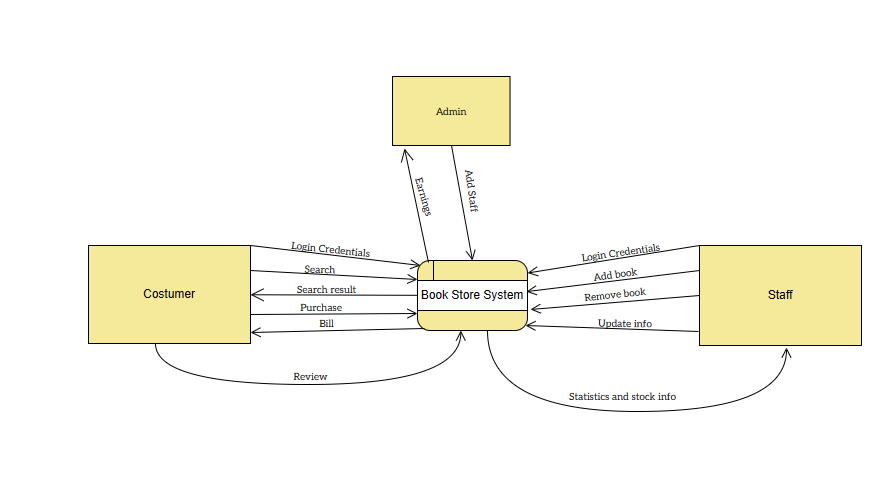 Admin
Earnings
Add Staff
Login Credentials
Search
Search result
Purchase
Bill
Review
Costumer
Book Store System
Login Credentials
Add book
Remove book
Update info
Statistics and stock info
Staff